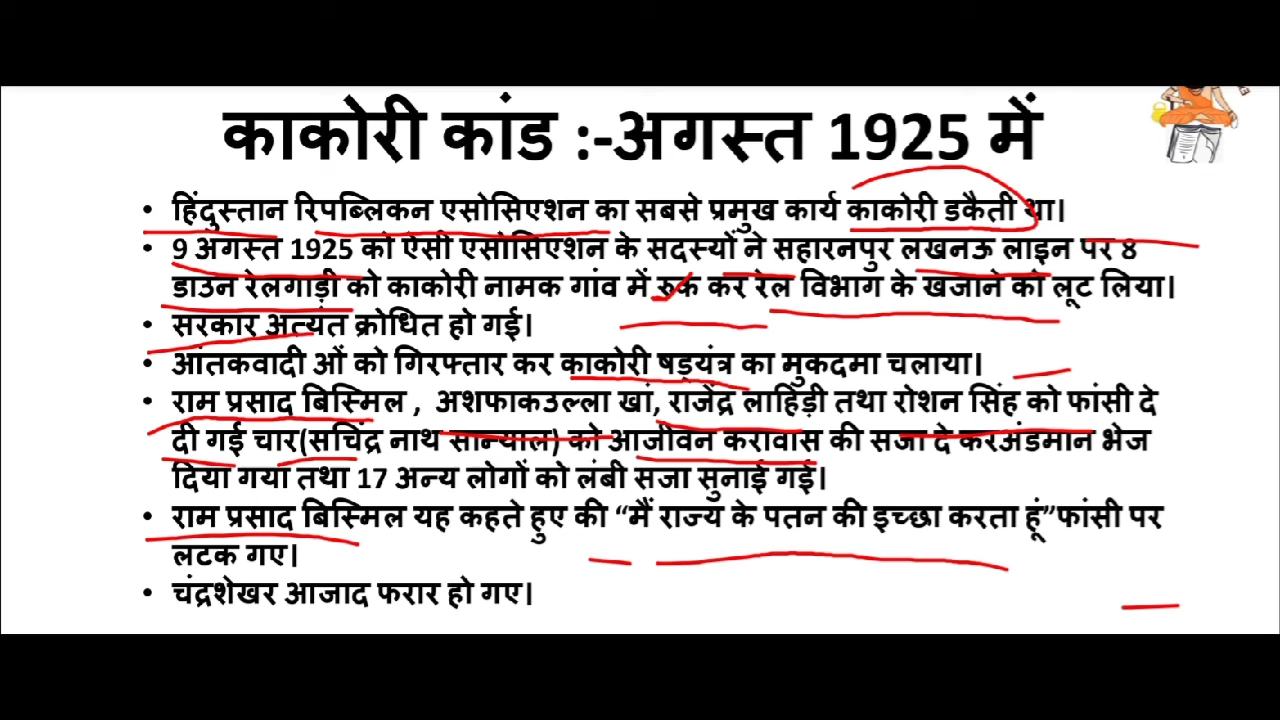 काकोरी कांड :-अगस्त 1925 में
• हिंदुस्तान रिपब्लिकन एसोसिएशन का सबसे प्रमुख कार्य काकोरी डकैती था।
• 9 अगस्त 1925 को ऐसी एसोसिएशन के सदस्यों ने सहारनपुर लखनऊ लाइन पर 8
डाउन रेलगाड़ी को काकोरी नामक गांव में रुक कर रेल विभाग के खजाने को लूट लिया।
• सरकार अत्यंत क्रोधित हो गई।
• आंतकवादी ओं को गिरफ्तार कर काकोरी षड्यंत्र का मुकदमा चलाया।
• राम प्रसाद बिस्मिल , अशफाकउल्ला खां, राजेंद्र लाहिड़ी तथा रोशन सिंह को फांसी दे
दी गई चार(सचिंद्र नाथ सान्याल) को आजीवन करावास की सजा दे करअंडमान भेज
दिया गया तथा 17 अन्य लोगों को लंबी सजा सुनाई गई।
• राम प्रसाद बिस्मिल यह कहते हुए की “मैं राज्य के पतन की इच्छा करता हूं”फांसी पर
लटक गए।
• चंद्रशेखर आजाद फरार हो गए।